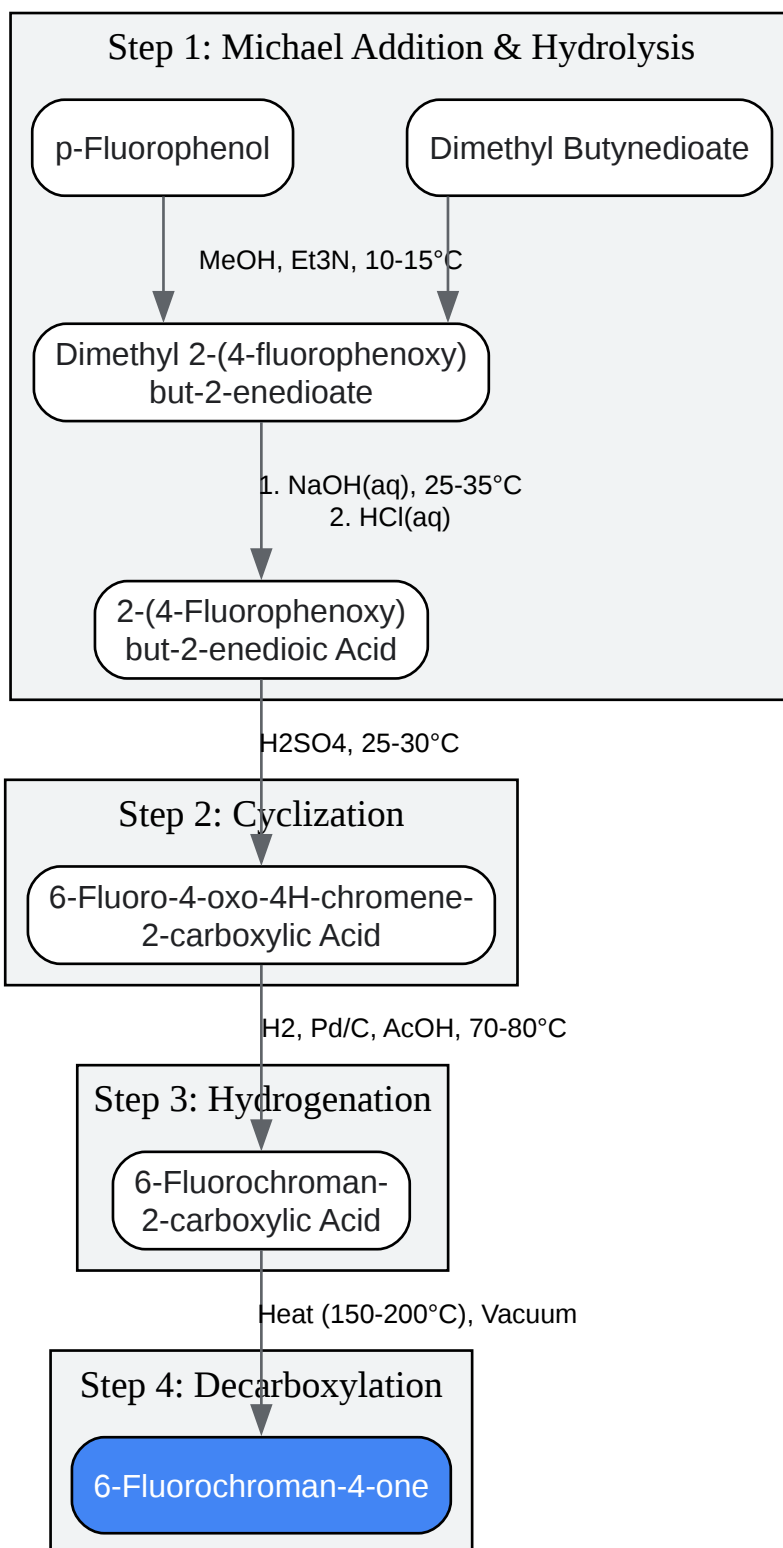 Step 1: Michael Addition & Hydrolysis
p-Fluorophenol
Dimethyl Butynedioate
MeOH, Et3N, 10-15°C
Dimethyl 2-(4-fluorophenoxy)
but-2-enedioate
1. NaOH(aq), 25-35°C
2. HCl(aq)
2-(4-Fluorophenoxy)
but-2-enedioic Acid
H2SO4, 25-30°C
Step 2: Cyclization
6-Fluoro-4-oxo-4H-chromene-
2-carboxylic Acid
H2, Pd/C, AcOH, 70-80°C
Step 3: Hydrogenation
6-Fluorochroman-
2-carboxylic Acid
Heat (150-200°C), Vacuum
Step 4: Decarboxylation
6-Fluorochroman-4-one